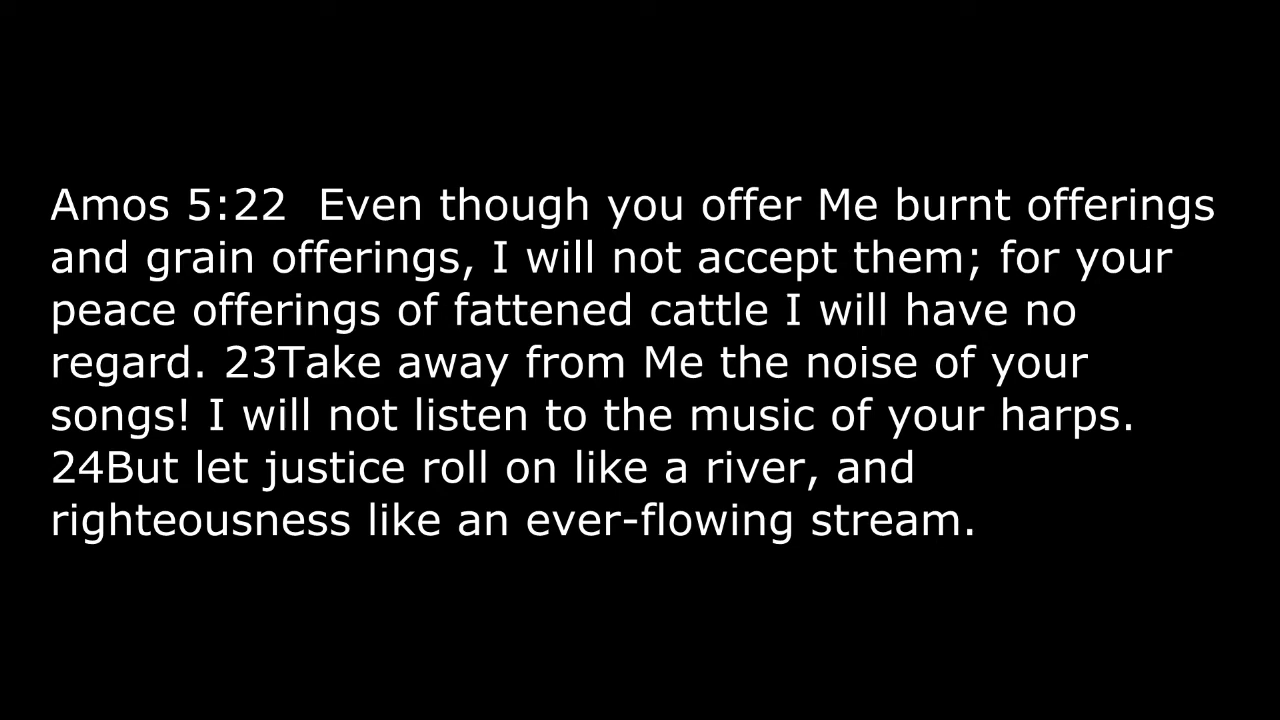 Amos 5:22  Even though you offer Me burnt offerings
and grain offerings, I will not accept them; for your
peace offerings of fattened cattle I will have no
regard. 23Take away from Me the noise of your
songs! I will not listen to the music of your harps.
24But let justice roll on like a river, and
righteousness like an ever-flowing stream.